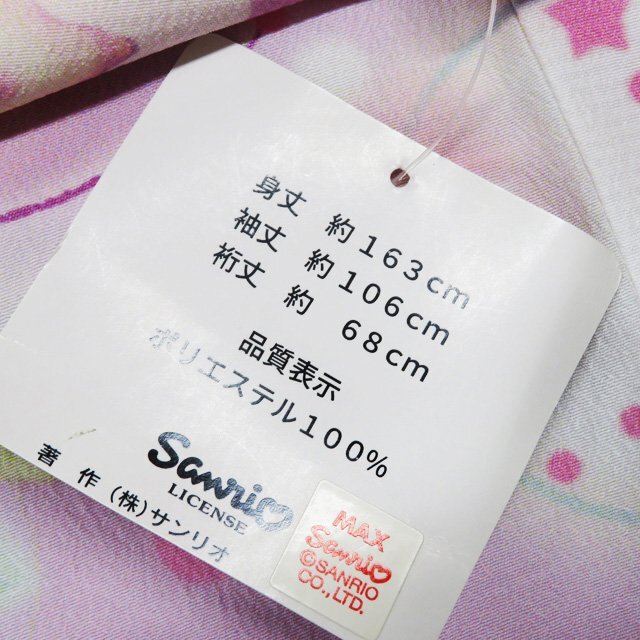 身丈 約163cm
袖丈 約106cm
裄丈 約 68cm
品質表示
ポリエステル100%
Sanrio
LICENSE
著 作 (株)サンリオ
MAX
Sanrio
©SANRIO
CO., LTD.